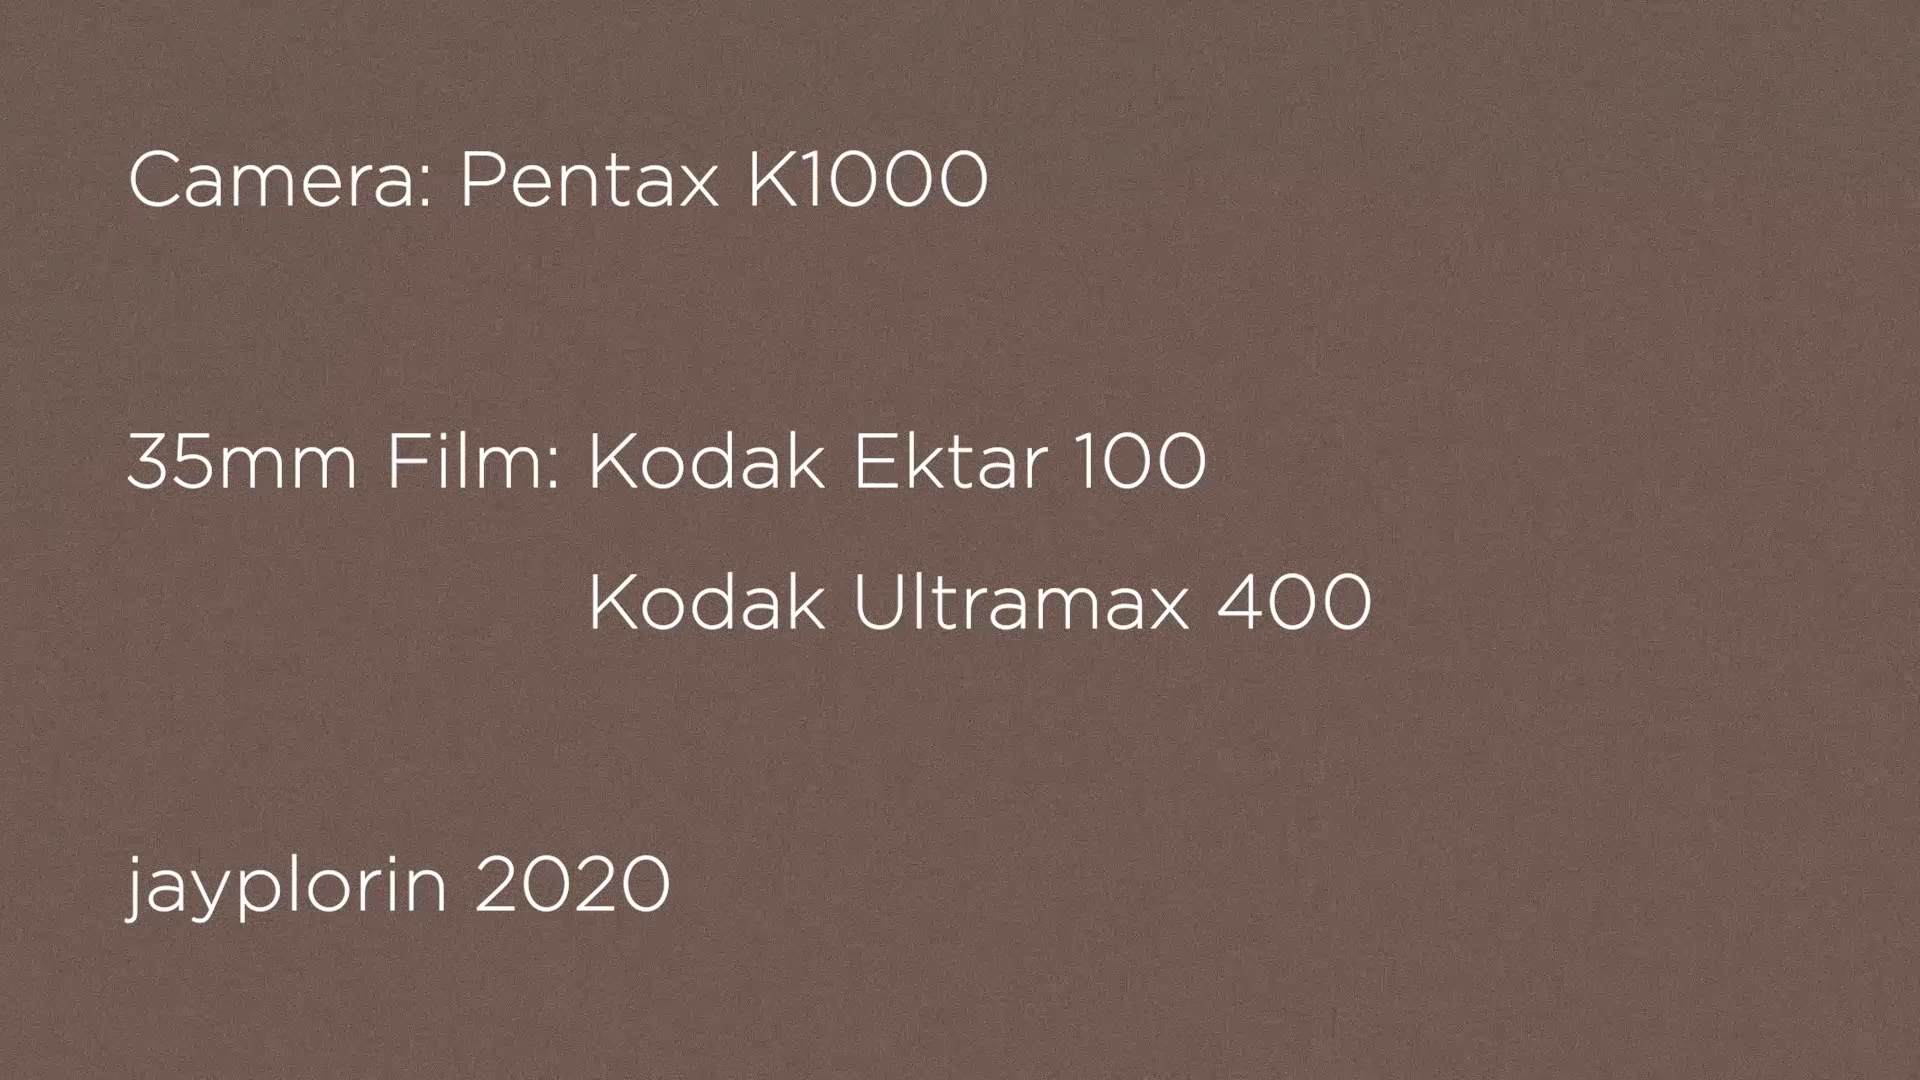 Camera: Pentax K1000
35mm Film: Kodak Ektar 100
Kodak Ultramax 400
jayplorin 2020